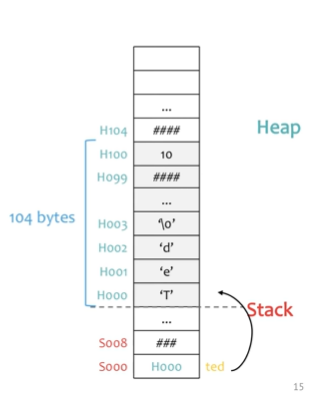 ...
H104 ####
Heap
H100 10
H099 ####
...
104 bytes
H003 '\0'
H002 'd'
H001 'e'
H000 'T'
Stack
...
S008 ###
S000 H000 ted
15